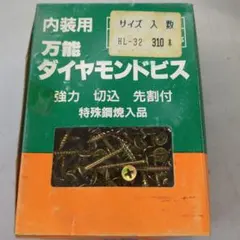 内装用
サイズ 入数
HL-32 310本
万能
ダイヤモンドビス
強力 切込 先割付
特殊鋼焼入品